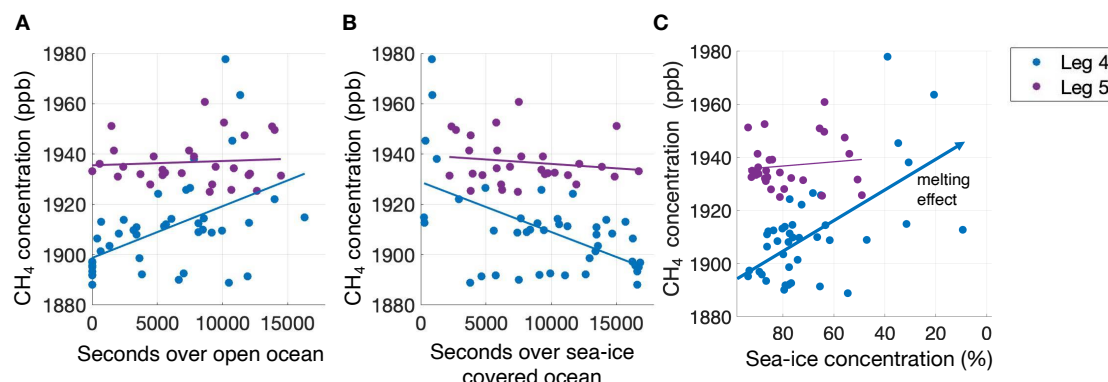 A
CH4 concentration (ppb)
1980
1960
1940
1920
1900
1880
0 5000 10000 15000
Seconds over open ocean
B
CH4 concentration (ppb)
1980
1960
1940
1920
1900
1880
0 5000 10000 15000
Seconds over sea-ice
covered ocean
C
CH4 concentration (ppb)
1980
1960
1940
1920
1900
1880
80 60 40 20 0
Sea-ice concentration (%)
melting
effect
Leg 4
Leg 5